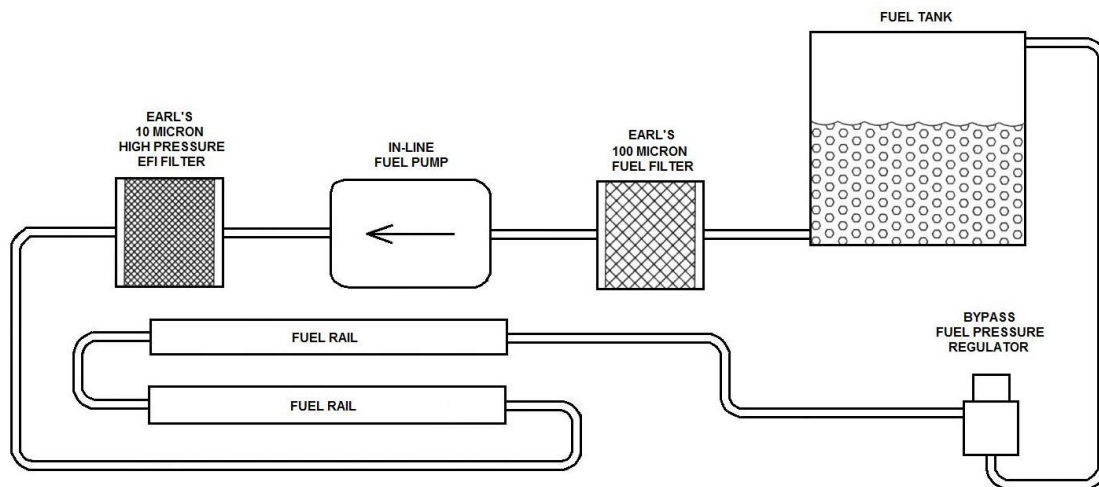 FUEL TANK
EARL'S
10 MICRON
HIGH PRESSURE
EFI FILTER
IN-LINE
FUEL PUMP
EARL'S
100 MICRON
FUEL FILTER
FUEL RAIL
FUEL RAIL
BYPASS
FUEL PRESSURE
REGULATOR